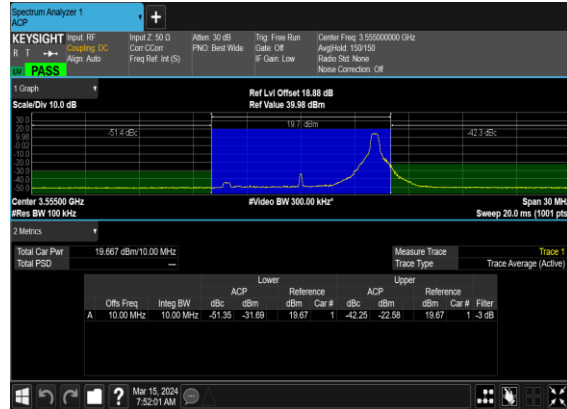 Spectrum Analyzer 1
ACP
+
KEYSIGHT Input: RF Input Z: 50 Ω Atten: 30 dB Trig: Free Run Center Freq: 3.555000000 GHz
R T Coupling: DC Corr CCorr PNO: Best Wide Gate: Off Avg|Hold: 150/150
Align: Auto Freq Ref: Int (S) IF Gain: Low Radio Std: None
PASS Noise Correction: Off
1 Graph Ref Lvl Offset 18.88 dB
Scale/Div 10.0 dB Ref Value 39.98 dBm
30.0
20.0 -51.4 dBc 19.7 dBm -42.3 dBc
9.98
-0.02
-10.0
-20.0
-30.0
-40.0
-50.0
Center 3.55500 GHz #Video BW 300.00 kHz* Span 30 MHz
#Res BW 100 kHz Sweep 20.0 ms (1001 pts
2 Metrics
Total Car Pwr 19.667 dBm/10.00 MHz Measure Trace Trace 1
Total PSD --- Trace Type Trace Average (Active)
Lower Upper
ACP Reference ACP Reference
Offs Freq Integ BW dBc dBm dBm Car # dBc dBm dBm Car # Filter
A 10.00 MHz 10.00 MHz -51.35 -31.69 19.67 1 -42.25 -22.58 19.67 1 -3 dB
? Mar 15, 2024
7:52:01 AM